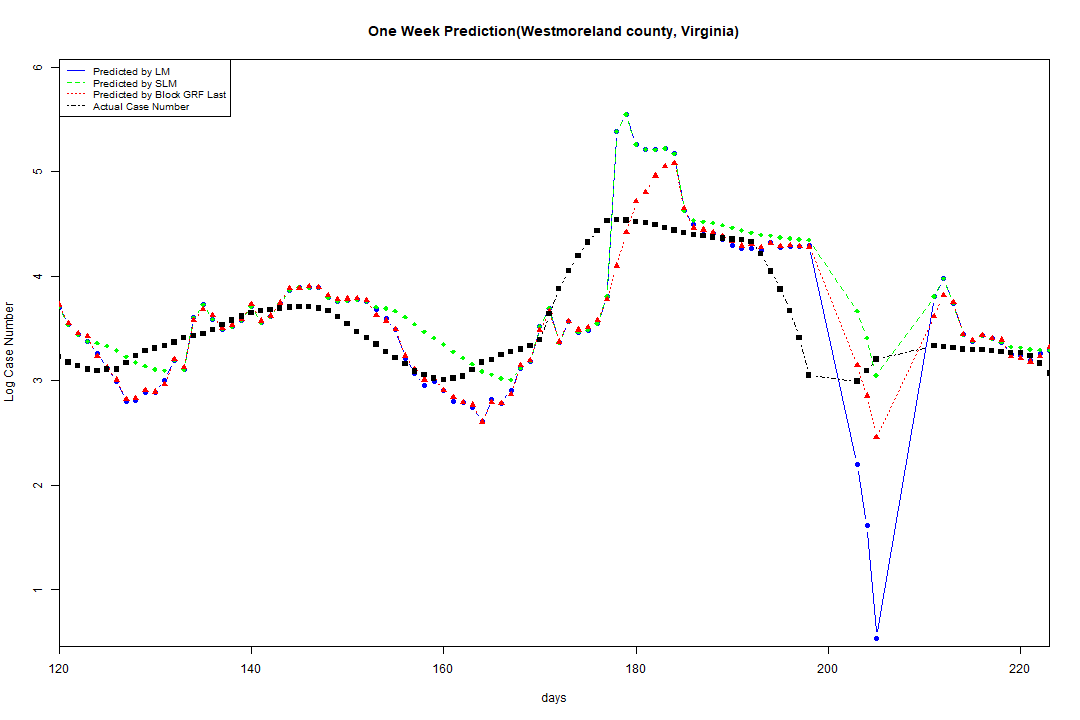 One Week Prediction(Westmoreland county, Virginia)
Predicted by LM
Predicted by SLM
Predicted by Block GRF Last
Actual Case Number
6
5
4
3
2
1
Log Case Number
120 140 160 180 200 220
days